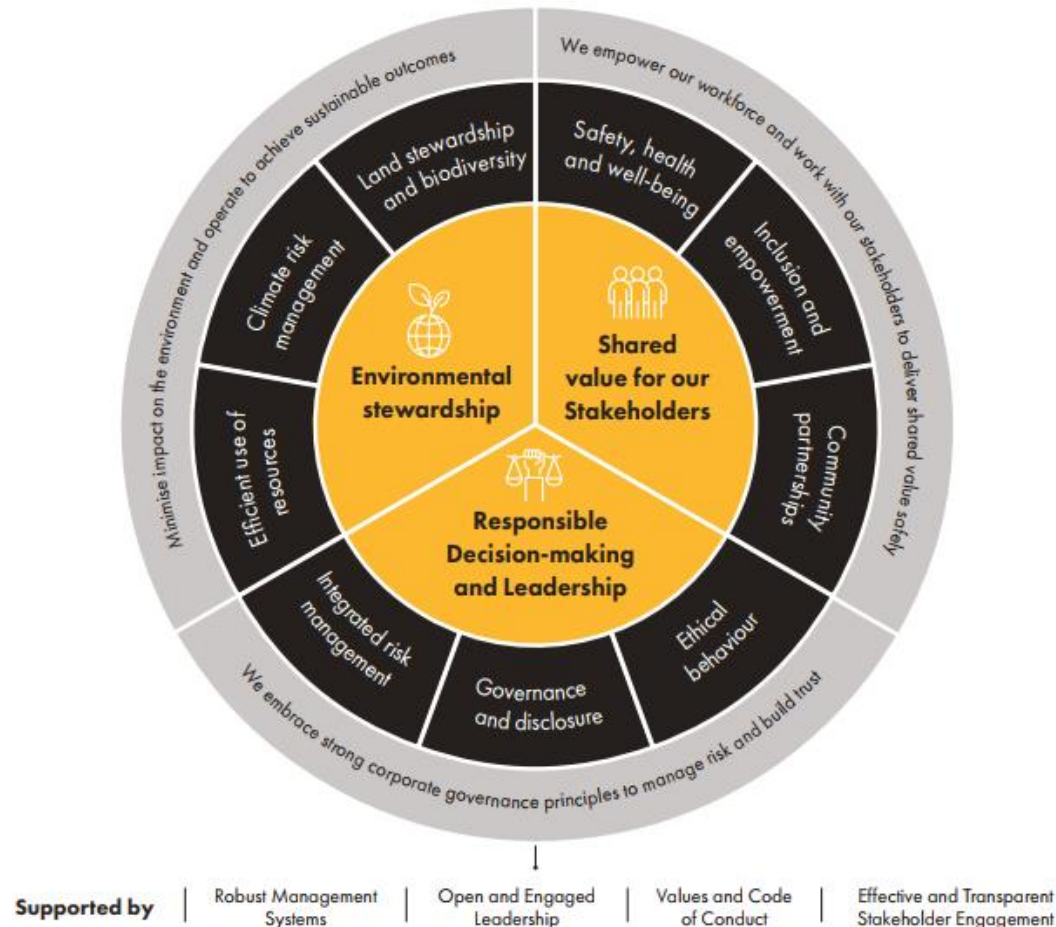 Minimise impact on the environment and operate to achieve sustainable outcomes
We empower our workforce and work with our stakeholders to deliver shared value safely
We embrace strong corporate governance principles to manage risk and build trust
Land stewardship
and biodiversity
Safety, health
and well-being
Climate risk
management
Inclusion and
empowerment
Efficient use of
resources
Community
partnerships
Integrated risk
management
Governance
and disclosure
Ethical
behaviour
Environmental
stewardship
Shared
value for our
Stakeholders
Responsible
Decision-making
and Leadership
Supported by
Robust Management
Systems
Open and Engaged
Leadership
Values and Code
of Conduct
Effective and Transparent
Stakeholder Engagement